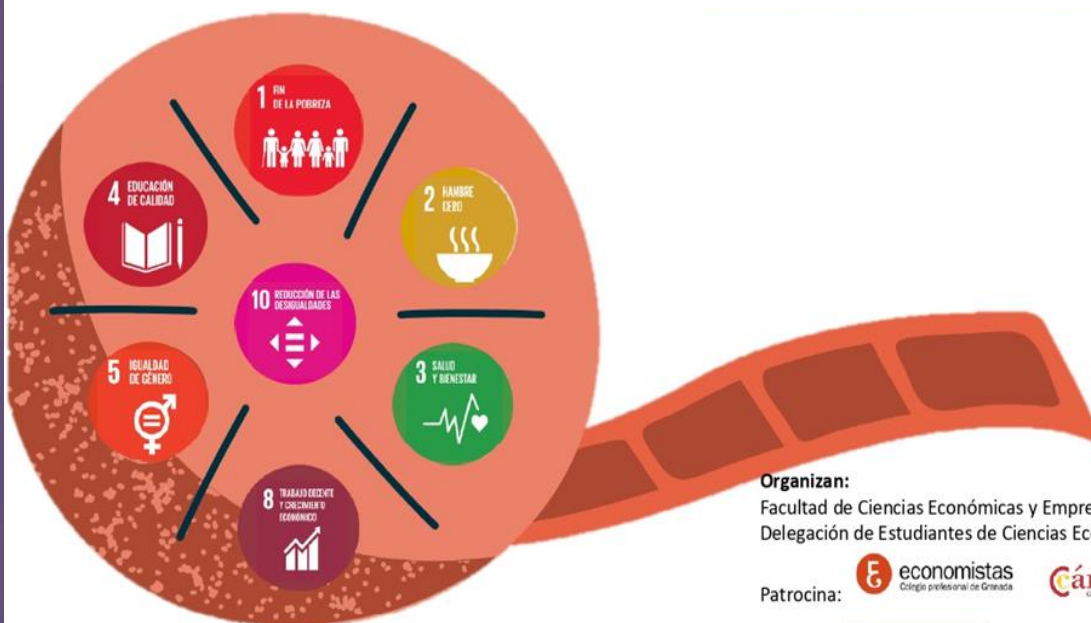 1 FIN
DE LA POBREZA
4 EDUCACIÓN
DE CALIDAD
2 HAMBRE
CERO
10 REDUCCIÓN DE LAS
DESIGUALDADES
5 IGUALDAD
DE GÉNERO
3 SALUD
Y BIENESTAR
8 TRABAJO DECENTE
Y CRECIMIENTO
ECONÓMICO
Organizan:
Facultad de Ciencias Económicas y Empre
Delegación de Estudiantes de Ciencias Ec
Patrocina:
economistas
Colegio profesional de Granada